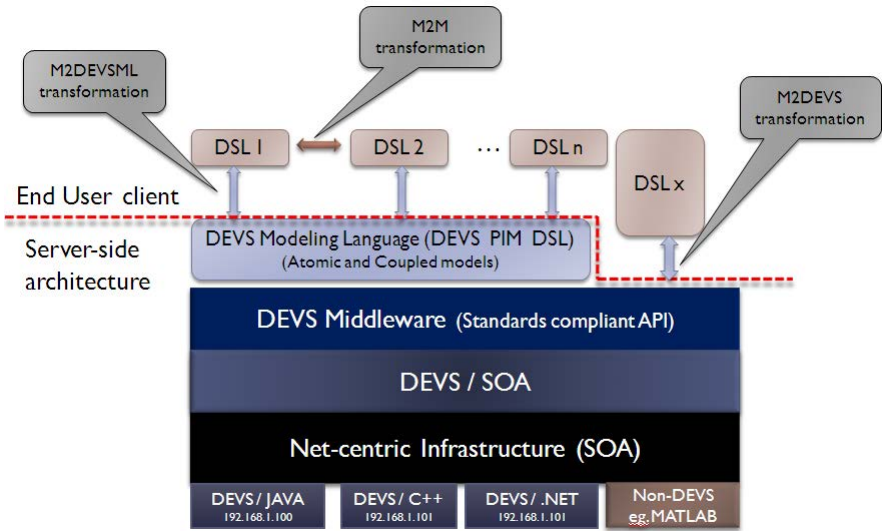 M2M
transformation
M2DEVSML
transformation
M2DEVS
transformation
DSL 1
DSL 2
...
DSL n
DSL x
End User client
Server-side
architecture
DEVS Modeling Language (DEVS PIM DSL)
(Atomic and Coupled models)
DEVS Middleware (Standards compliant API)
DEVS / SOA
Net-centric Infrastructure (SOA)
DEVS / JAVA
192.168.1.100
DEVS / C++
192.168.1.101
DEVS / .NET
192.168.1.101
Non-DEVS
eg.MATLAB